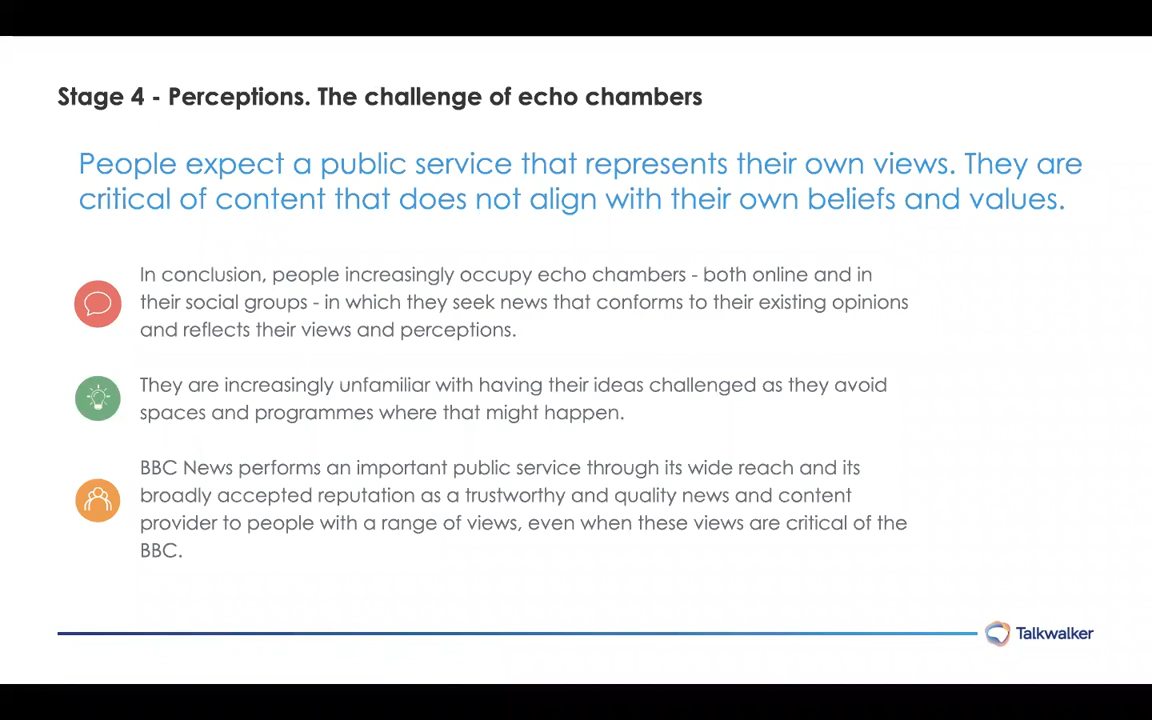 Stage 4 - Perceptions. The challenge of echo chambers
People expect a public service that represents their own views. They are
critical of content that does not align with their own beliefs and values.
In conclusion, people increasingly occupy echo chambers - both online and in
their social groups - in which they seek news that conforms to their existing opinions
and reflects their views and perceptions.
They are increasingly unfamiliar with having their ideas challenged as they avoid
spaces and programmes where that might happen.
BBC News performs an important public service through its wide reach and its
broadly accepted reputation as a trustworthy and quality news and content
provider to people with a range of views, even when these views are critical of the
BBC.
Talkwalker